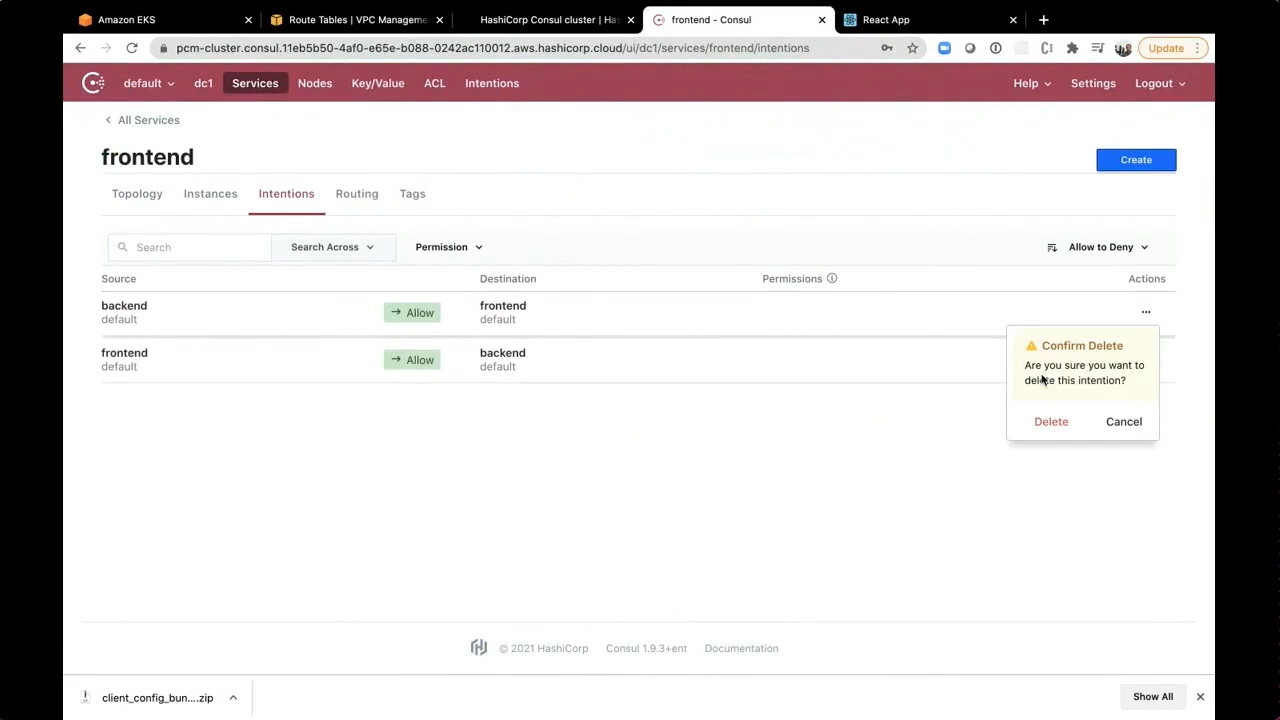 Amazon EKS
Route Tables | VPC Manageme
HashiCorp Consul cluster | Has
frontend - Consul
React App
pcm-cluster.consul.11eb5b50-4af0-e65e-b088-0242ac110012.aws.hashicorp.cloud/ui/dc1/services/frontend/intentions
Update
default
dc1
Services
Nodes
Key/Value
ACL
Intentions
Help
Settings
Logout
All Services
frontend
Create
Topology
Instances
Intentions
Routing
Tags
Search
Search Across
Permission
Allow to Deny
Source
Destination
Permissions
Actions
backend
default
Allow
frontend
default
frontend
default
Allow
backend
default
Confirm Delete
Are you sure you want to
delete this intention?
Delete
Cancel
© 2021 HashiCorp
Consul 1.9.3+ent
Documentation
client_config_bun....zip
Show All